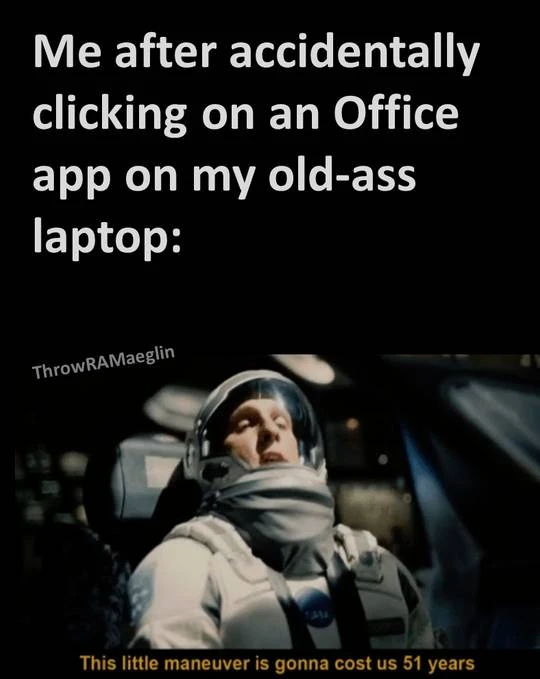 Me after accidentally
clicking on an Office
app on my old-ass
laptop:
ThrowRAMaeglin
This little maneuver is gonna cost us 51 years